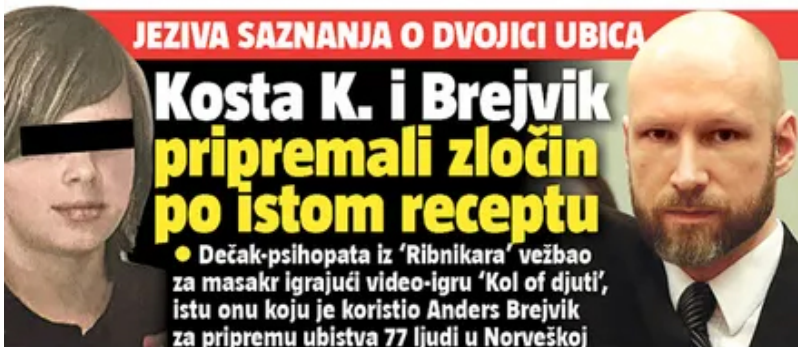 JEZIVA SAZNANJA O DVOJICI UBICA
Kosta K. i Brejvik
pripremali zločin
po istom receptu
● Dečak-psihopata iz ‘Ribnikara’ vežbao
za masakr igrajući video-igru ‘Kol of djuti’,
istu onu koju je koristio Anders Brejvik
za pripremu ubistva 77 ljudi u Norveškoj